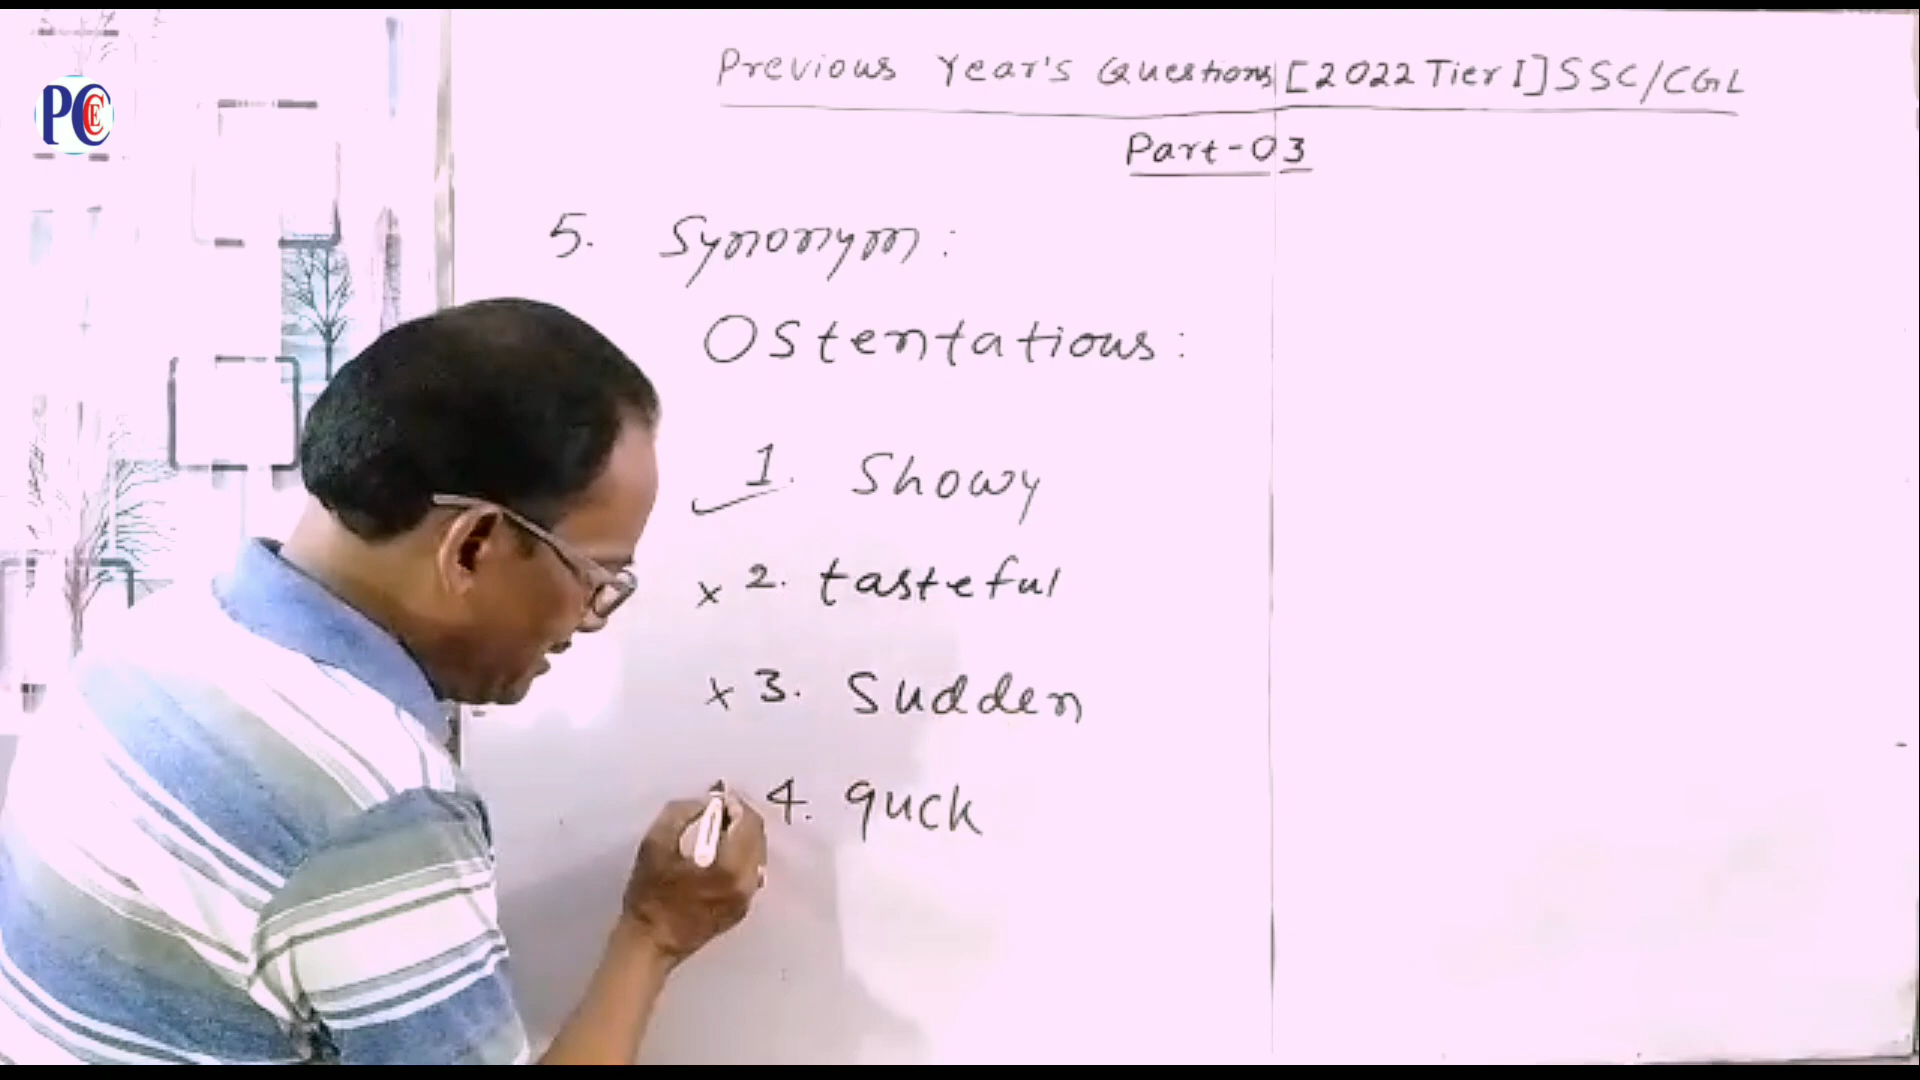 PCEC
Previous Year's Questions [2022 Tier I] SSC/CGL
Part-03
5. Synonym:
Ostentatious:
1. Showy
x 2. tasteful
x 3. Sudden
4. quck